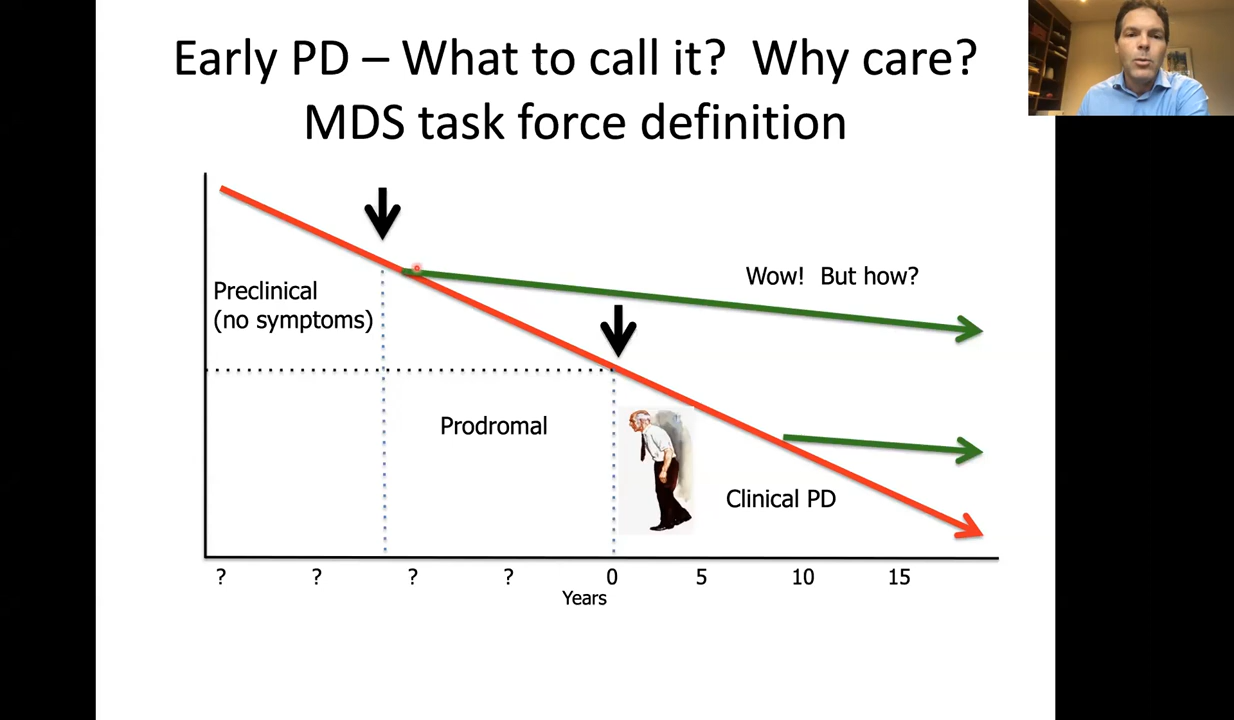 Early PD – What to call it?  Why care?
MDS task force definition
Wow!  But how?
Preclinical
(no symptoms)
Prodromal
Clinical PD
? ? ? ? 0 5 10 15
Years